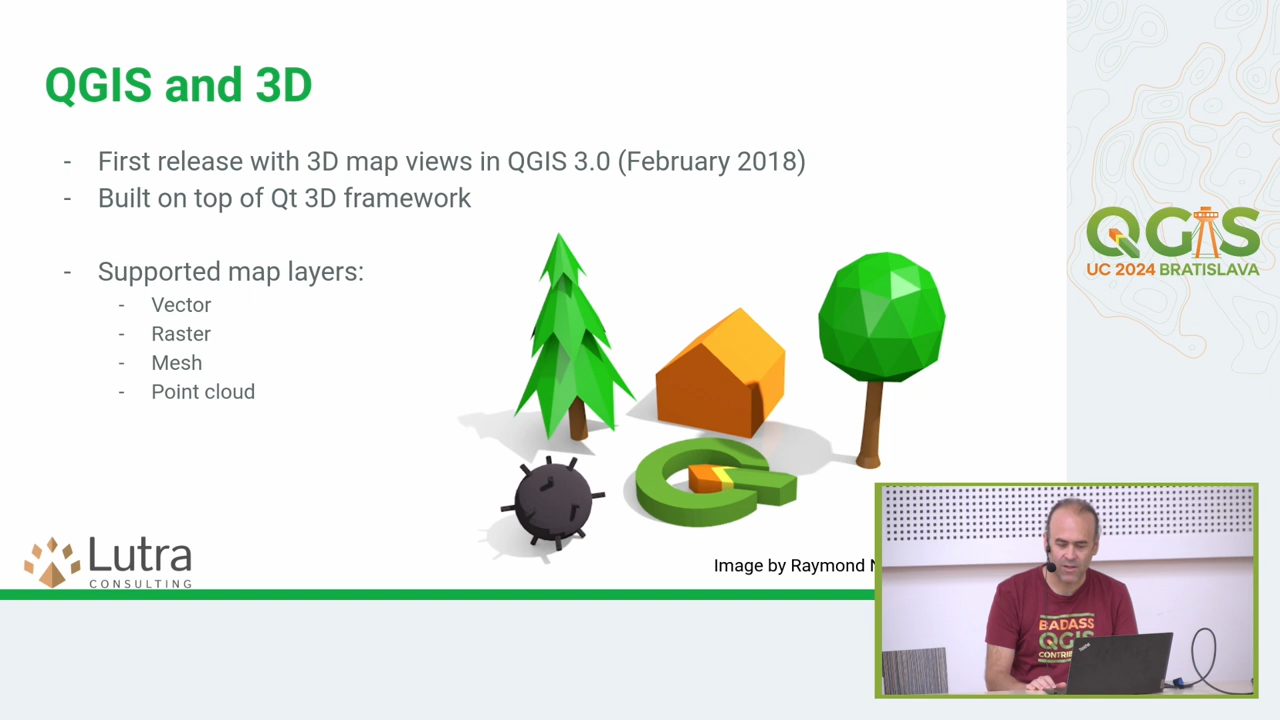 QGIS and 3D
- First release with 3D map views in QGIS 3.0 (February 2018)
- Built on top of Qt 3D framework
- Supported map layers:
- Vector
- Raster
- Mesh
- Point cloud
Image by Raymond
Lutra
CONSULTING
QGIS
UC 2024 BRATISLAVA
BADASS
QGIS